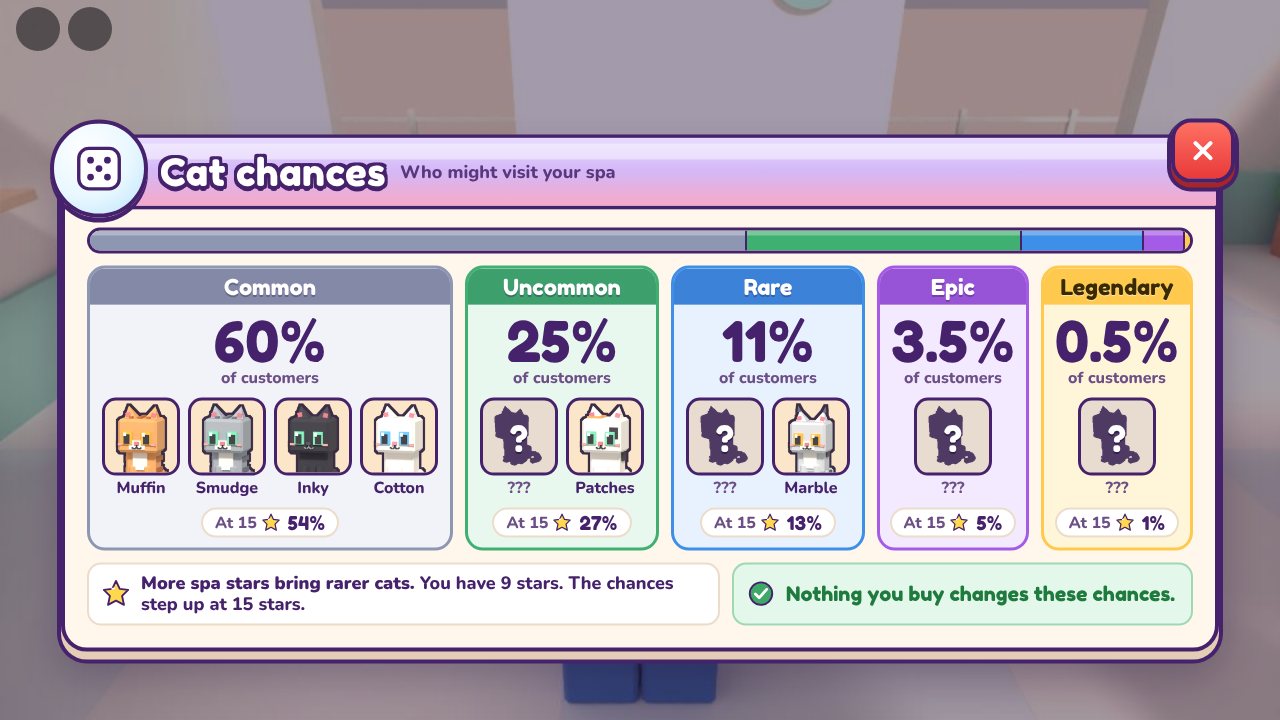 Cat chances
Who might visit your spa
Common
60%
of customers
Muffin
Smudge
Inky
Cotton
At 15 54%
Uncommon
25%
of customers
?
???
Patches
At 15 27%
Rare
11%
of customers
?
???
Marble
At 15 13%
Epic
3.5%
of customers
?
???
At 15 5%
Legendary
0.5%
of customers
?
???
At 15 1%
More spa stars bring rarer cats. You have 9 stars. The chances
step up at 15 stars.
Nothing you buy changes these chances.